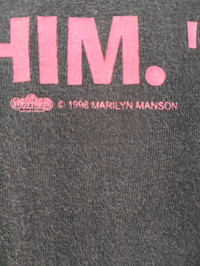 HIM. "
© 1998 MARILYN MANSON